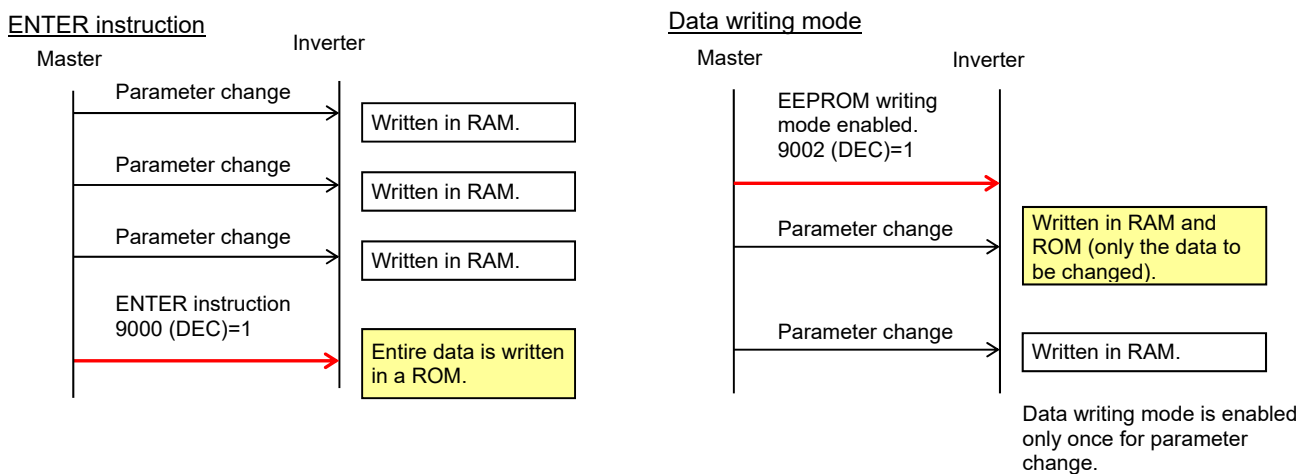 ENTER instruction
Master
Inverter
Parameter change
Written in RAM.
Parameter change
Written in RAM.
Parameter change
Written in RAM.
ENTER instruction
9000 (DEC)=1
Entire data is written
in a ROM.
Data writing mode
Master
Inverter
EEPROM writing
mode enabled.
9002 (DEC)=1
Parameter change
Written in RAM and
ROM (only the data to
be changed).
Parameter change
Written in RAM.
Data writing mode is enabled
only once for parameter
change.